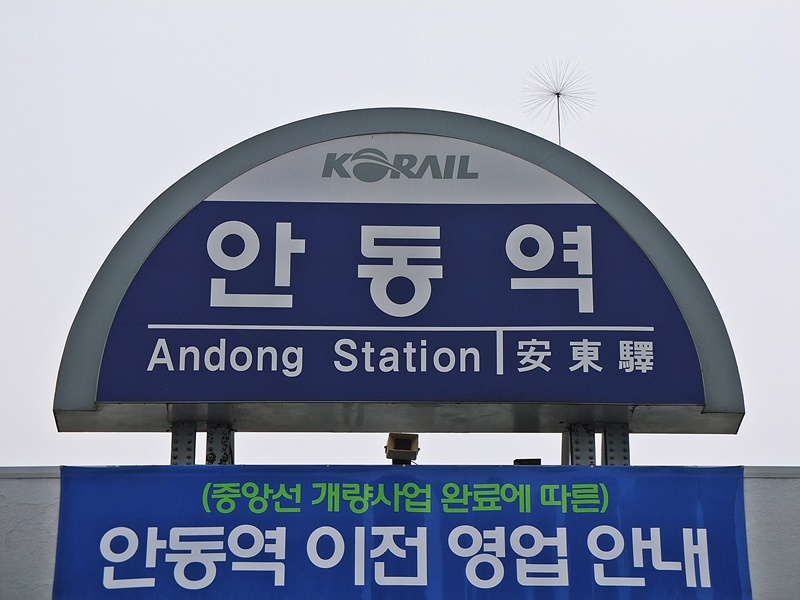 KORAIL
안동역
Andong Station 安東驛
(중앙선 개량사업 완료에 따른)
안동역 이전 영업 안내